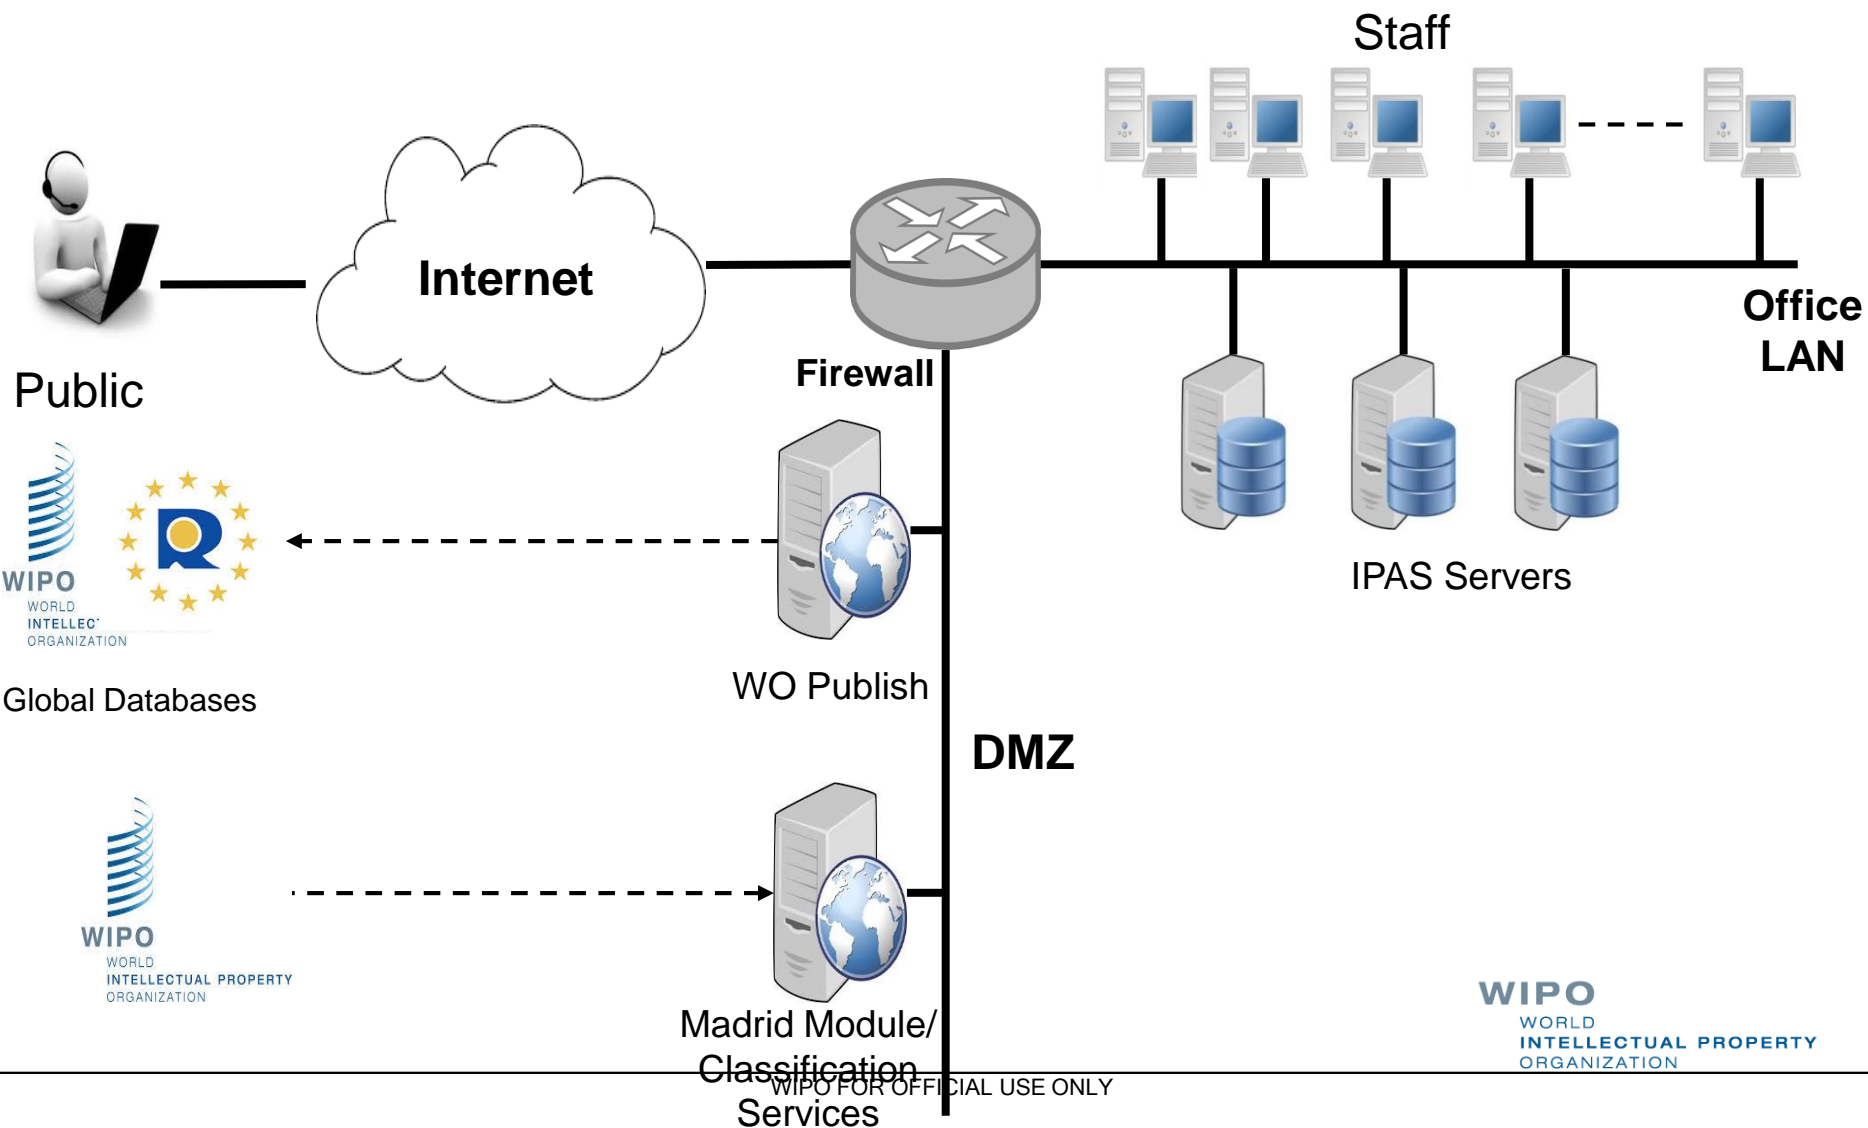 Staff
Internet
Office
LAN
Firewall
Public
IPAS Servers
WIPO
WORLD
INTELLEC
ORGANIZATION
WO Publish
Global Databases
DMZ
WIPO
WORLD
INTELLECTUAL PROPERTY
ORGANIZATION
Madrid Module/
Classification
Services
WIPO
WORLD
INTELLECTUAL PROPERTY
ORGANIZATION
WIPO FOR OFFICIAL USE ONLY